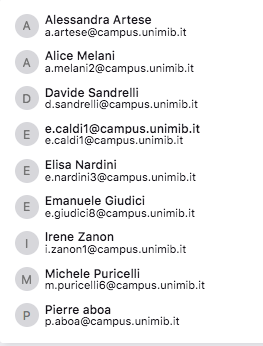 A
Alessandra Artese
a.artese@campus.unimib.it
A
Alice Melani
a.melani2@campus.unimib.it
D
Davide Sandrelli
d.sandrelli@campus.unimib.it
E
e.caldi1@campus.unimib.it
e.caldi1@campus.unimib.it
E
Elisa Nardini
e.nardini3@campus.unimib.it
E
Emanuele Giudici
e.giudici8@campus.unimib.it
I
Irene Zanon
i.zanon1@campus.unimib.it
M
Michele Puricelli
m.puricelli6@campus.unimib.it
P
Pierre aboa
p.aboa@campus.unimib.it